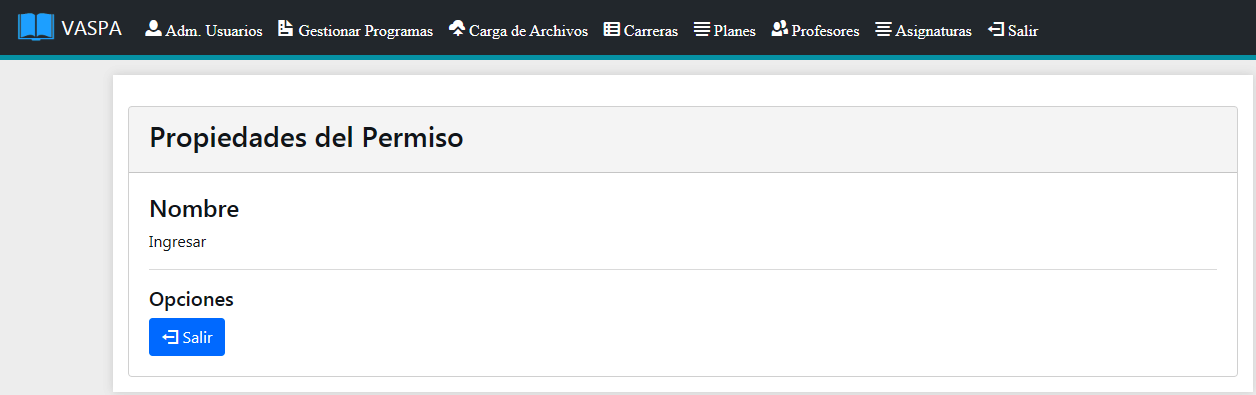 VASPA Adm. Usuarios Gestionar Programas Carga de Archivos Carreras Planes Profesores Asignaturas Salir
Propiedades del Permiso
Nombre
Ingresar
Opciones
Salir